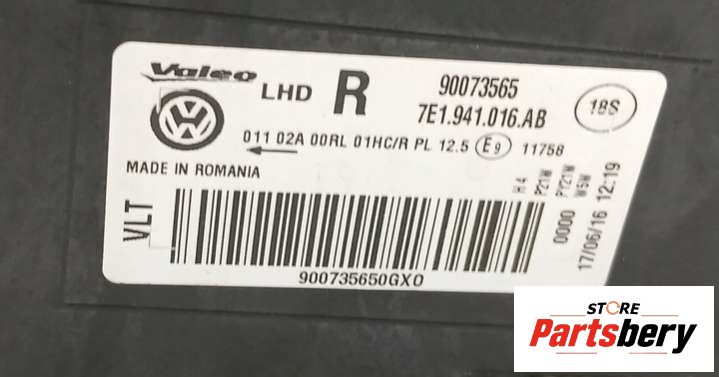 Valeo LHD R 90073565
7E1.941.016.AB
18S
011 02A 00RL 01HC/R PL 12.5 E9 11758
MADE IN ROMANIA
VLT
H4
P21W
PY21W
W5W
0000
17/06/16 12:19
900735650GX0
STORE
Partsbery